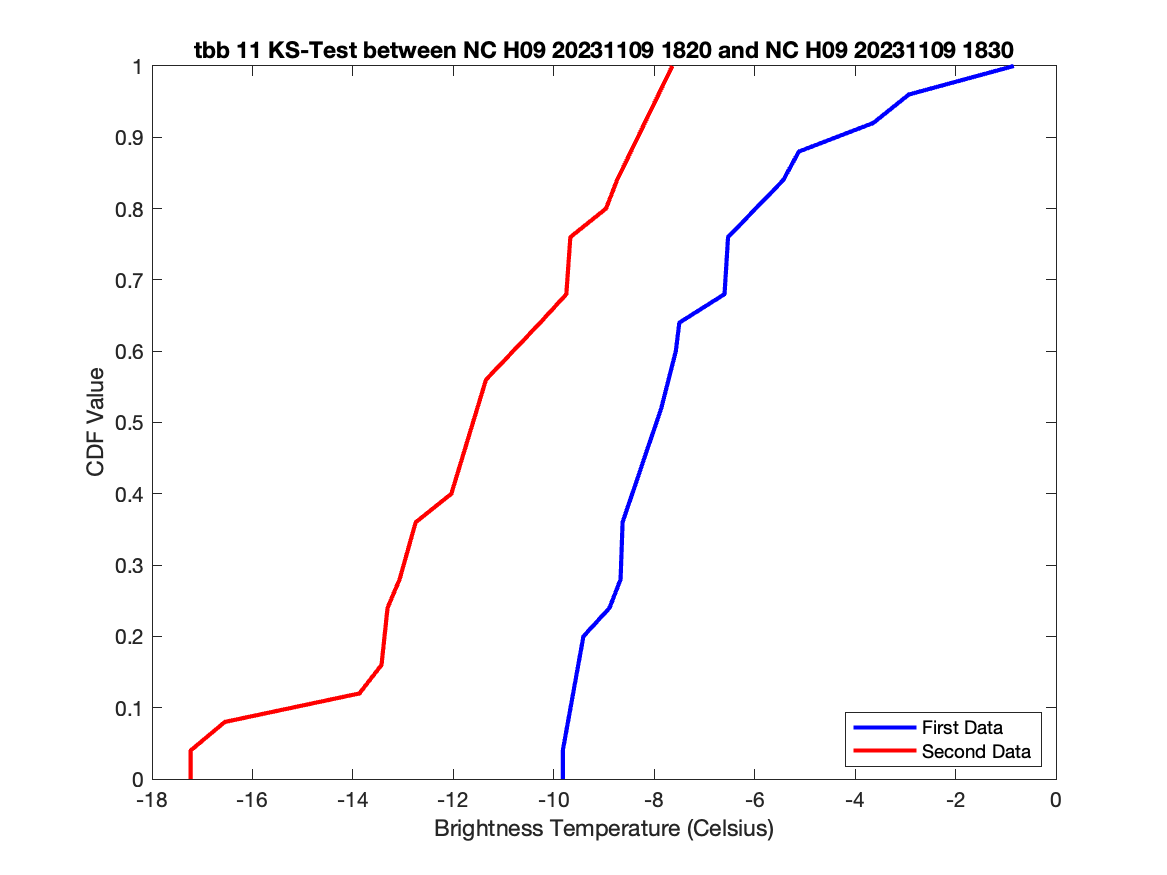 tbb 11 KS-Test between NC H09 20231109 1820 and NC H09 20231109 1830
1
0.9
0.8
0.7
0.6
0.5
0.4
0.3
0.2
0.1
0
CDF Value
First Data
Second Data
-18 -16 -14 -12 -10 -8 -6 -4 -2 0
Brightness Temperature (Celsius)